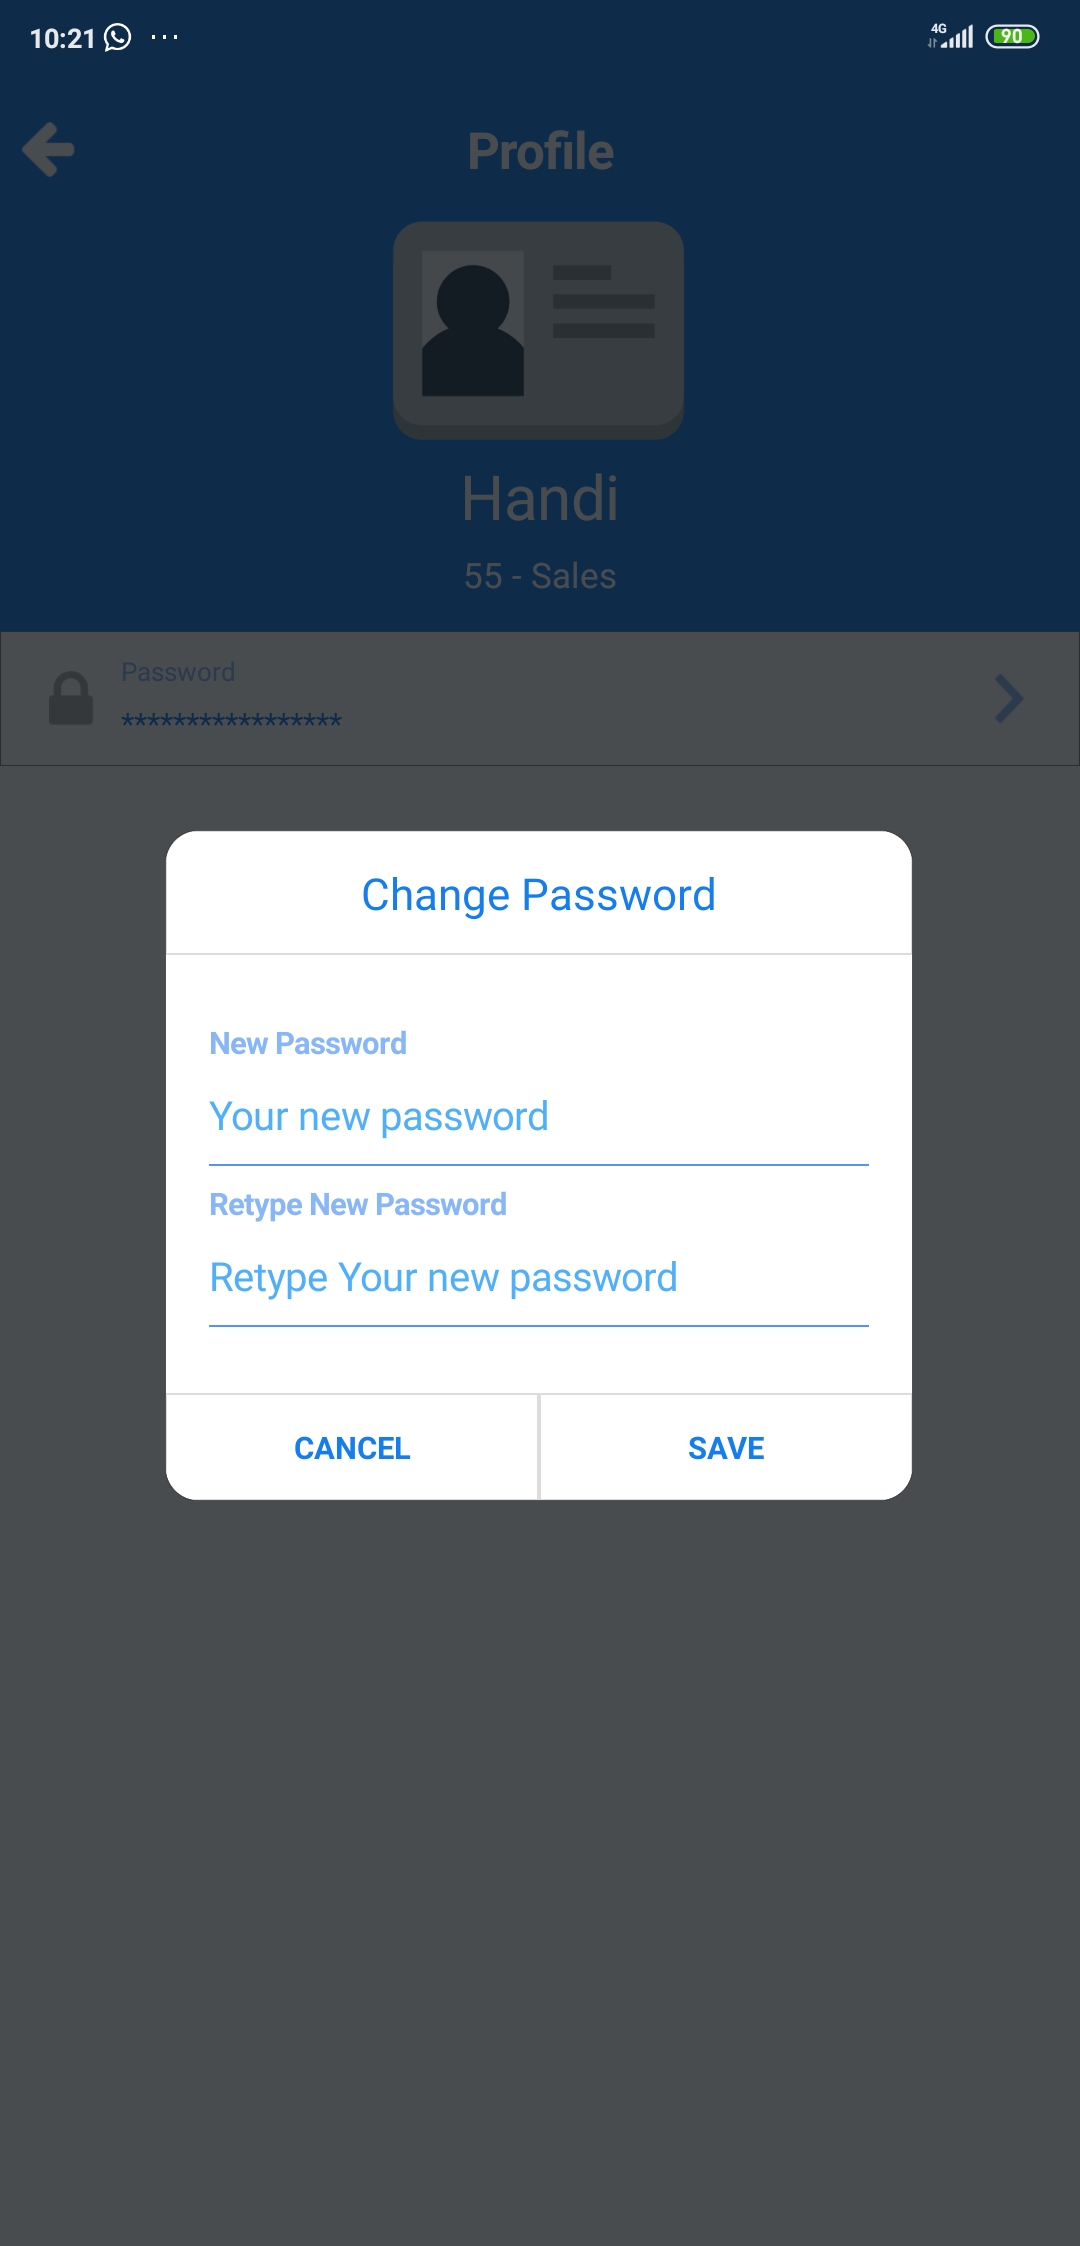 10:21 ... 4G 90
Profile
Handi
55 - Sales
Password
*****************
Change Password
New Password
Your new password
Retype New Password
Retype Your new password
CANCEL SAVE